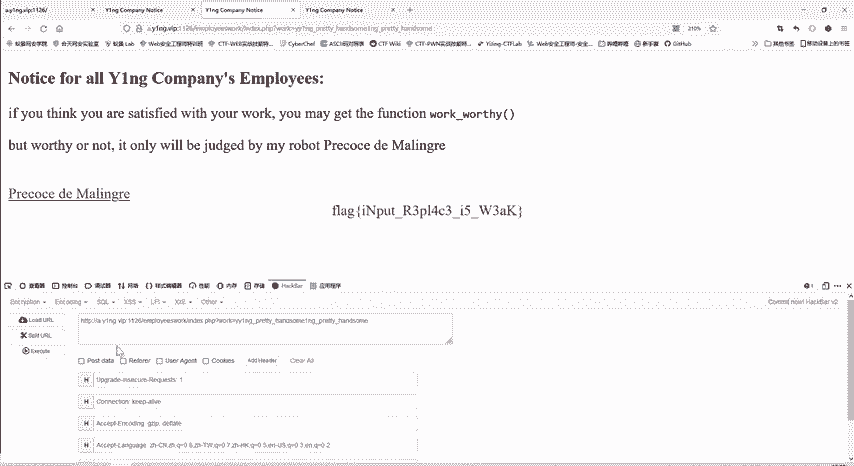 a.y1ng.vip:1126/ Y1ng Company Notice Y1ng Company Notice Y1ng Company Notice
a.y1ng.vip:1126/employeeswork/index.php?work=yy1ng_pretty_handsome1ng_pretty_handsome 210%
CyberChef CTF Wiki Y1ing-CTFLab GitHub
Notice for all Y1ng Company's Employees:
if you think you are satisfied with your work, you may get the function work_worthy()
but worthy or not, it only will be judged by my robot Precoce de Malingre
Precoce de Malingre
flag{iNput_R3pl4c3_i5_W3aK}
查看器 控制台 调试器 网络 样式编辑器 性能 内存 存储 HackBar 应用程序
Encryption Encoding SQL XSS LFI XXE Other
Load URL
http://a.y1ng.vip:1126/employeeswork/index.php?work=yy1ng_pretty_handsome1ng_pretty_handsome
Split URL
Execute
Post data Referer User Agent Cookies Add Header Clear All
H Upgrade-Insecure-Requests: 1
H Connection: keep-alive
H Accept-Encoding: gzip, deflate
H Accept-Language: zh-CN,zh;q=0.8,zh-TW;q=0.7,zh-HK;q=0.5,en-US;q=0.3,en;q=0.2